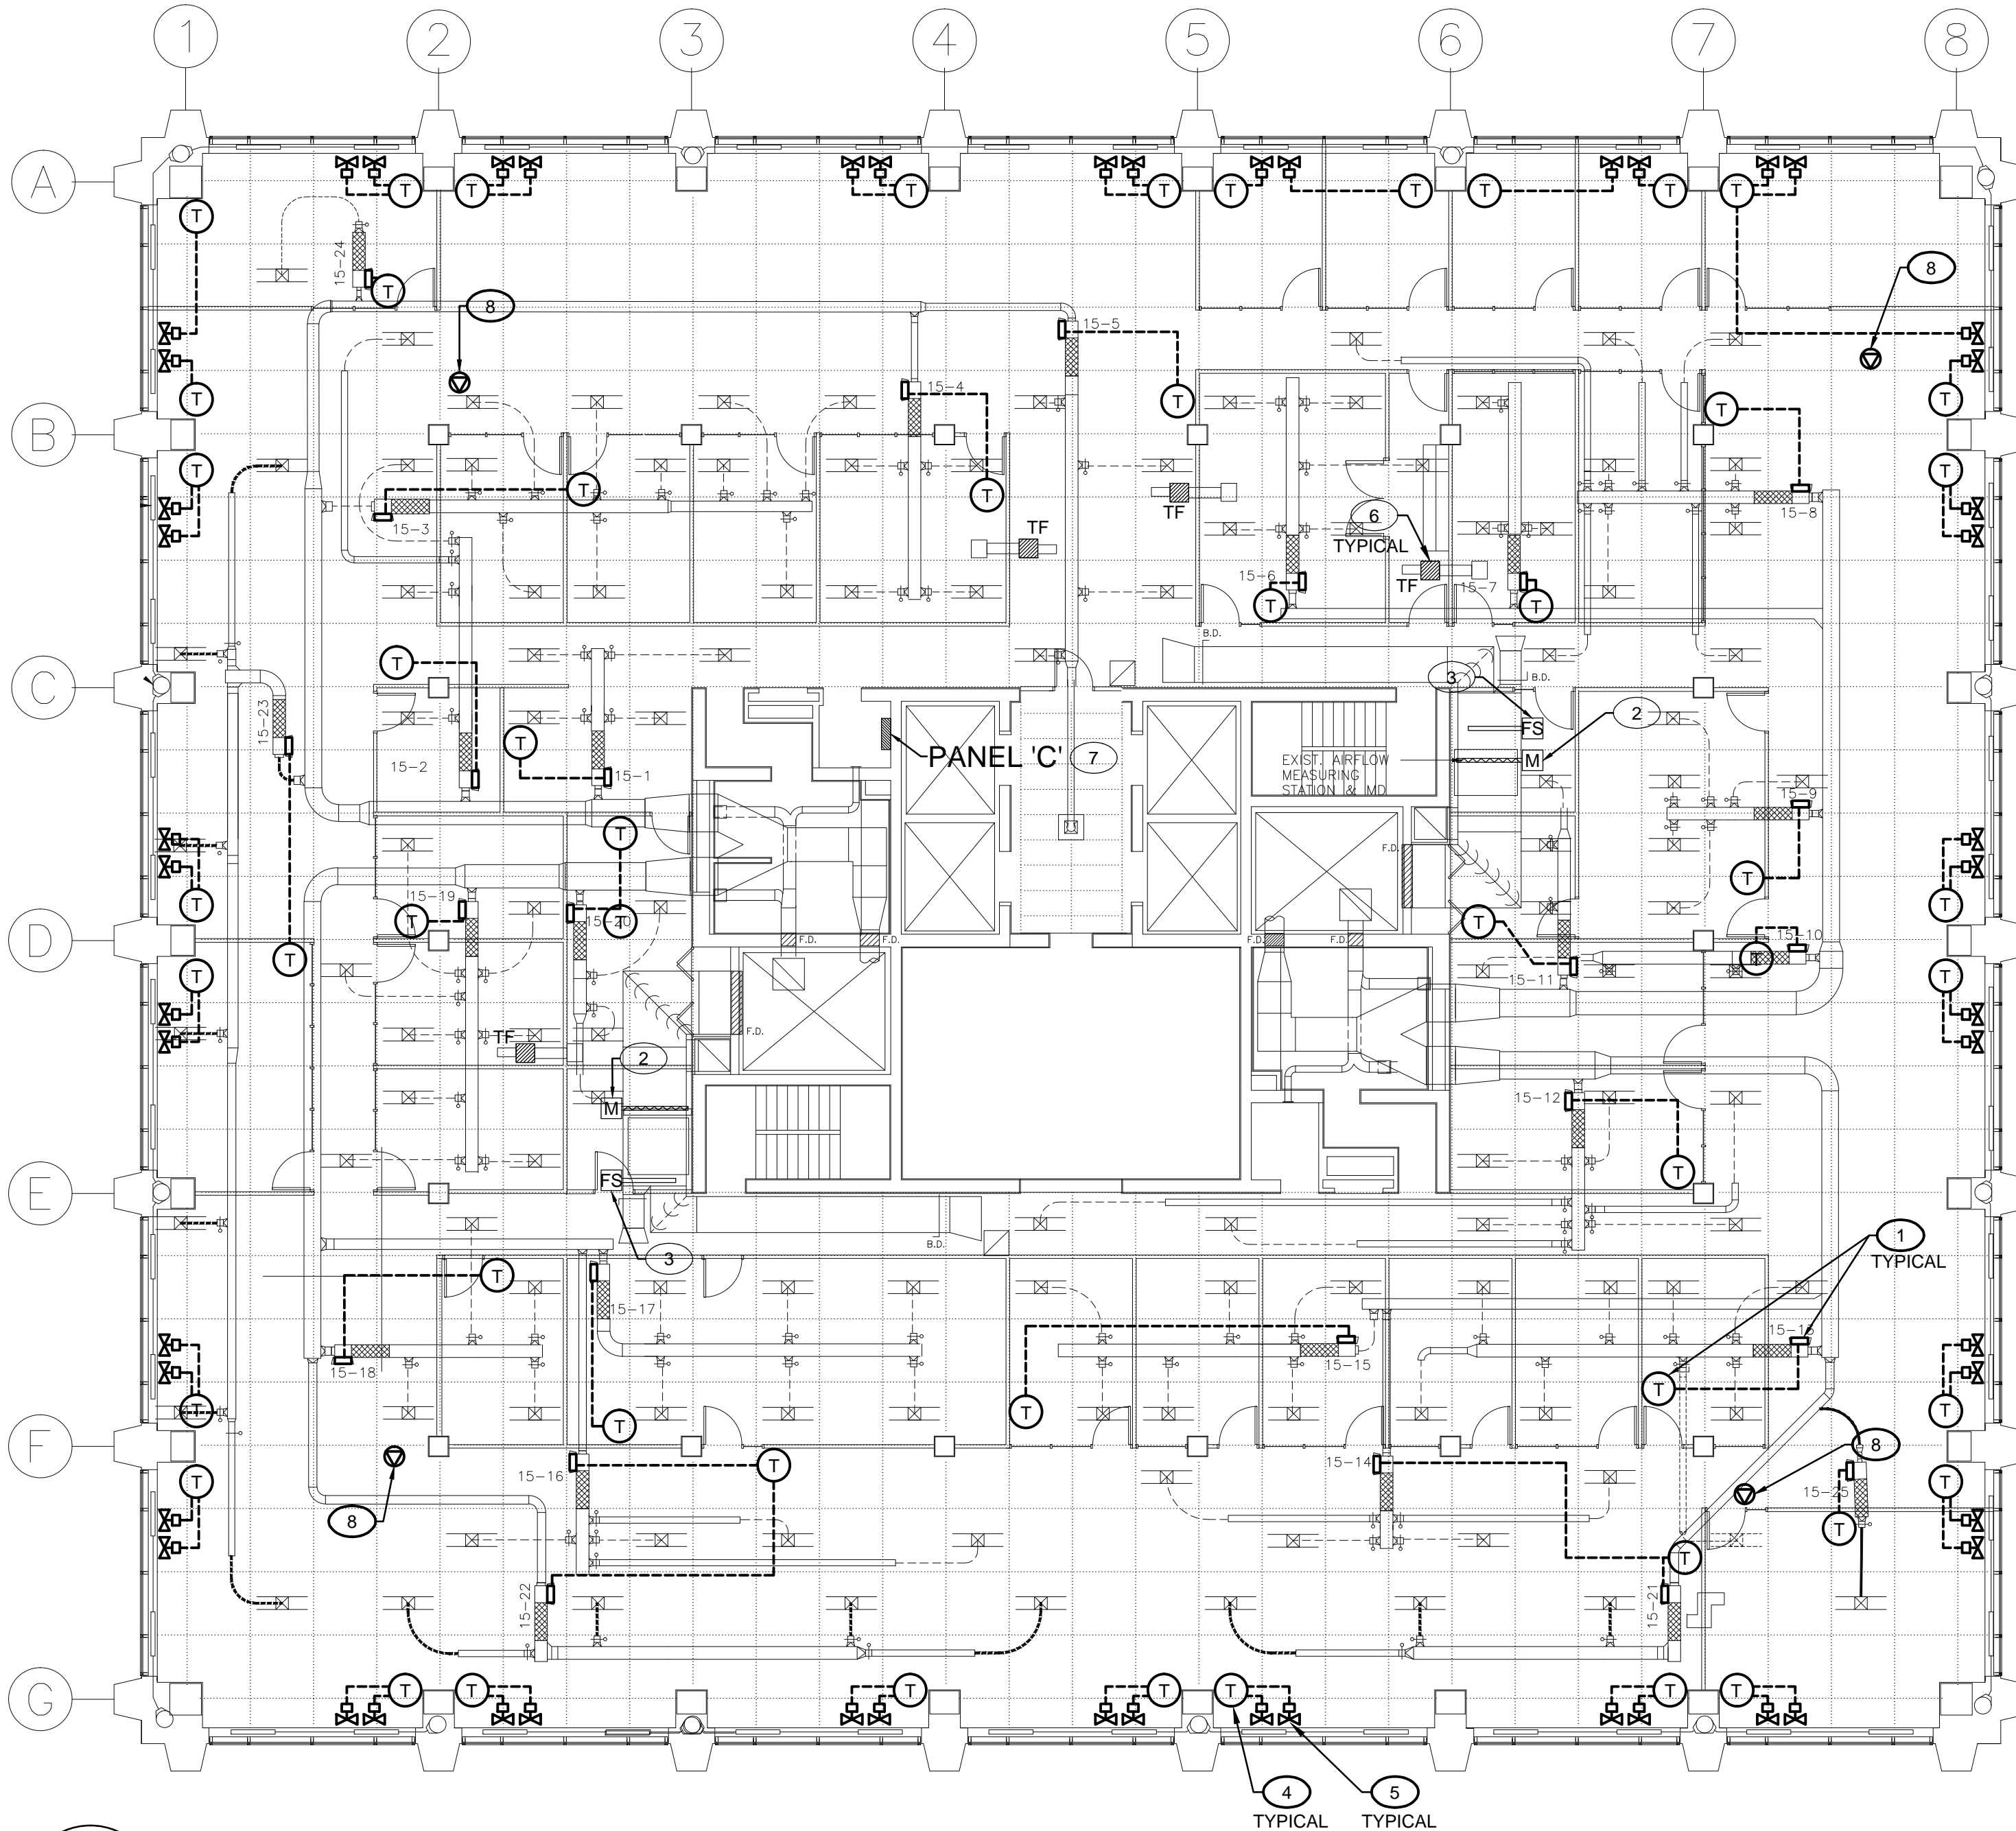 1 2 3 4 5 6 7 8
A
T T T T T T T T T T
T
15-24
T
8
8
15-5
15-4
T
T
T
T
B
T
T
T
T
15-3
15-8
TF
6
TYPICAL
TF
15-6
TF
15-7
T
T
B.D.
T
C
3
B.D.
15-23
FS
2
T
PANEL 'C' 7
M
EXIST. AIRFLOW
MEASURING
STATION & MD
15-2
15-1
15-9
T
F.D.
T
T
T
15-19
T
15-20
T
T
D
F.D.
F.D.
F.D.
F.D.
15-10
T
T
T
T
15-11
F.D.
TF
2
M
15-12
T
E
FS
1
TYPICAL
B.D.
3
T
15-17
15-18
15-15
15-13
T
T
T
T
T
F
8
15-16
T
15-14
15-25
T
T
8
T
T
15-22
15-21
G
T T T T T T T
4
TYPICAL
5
TYPICAL